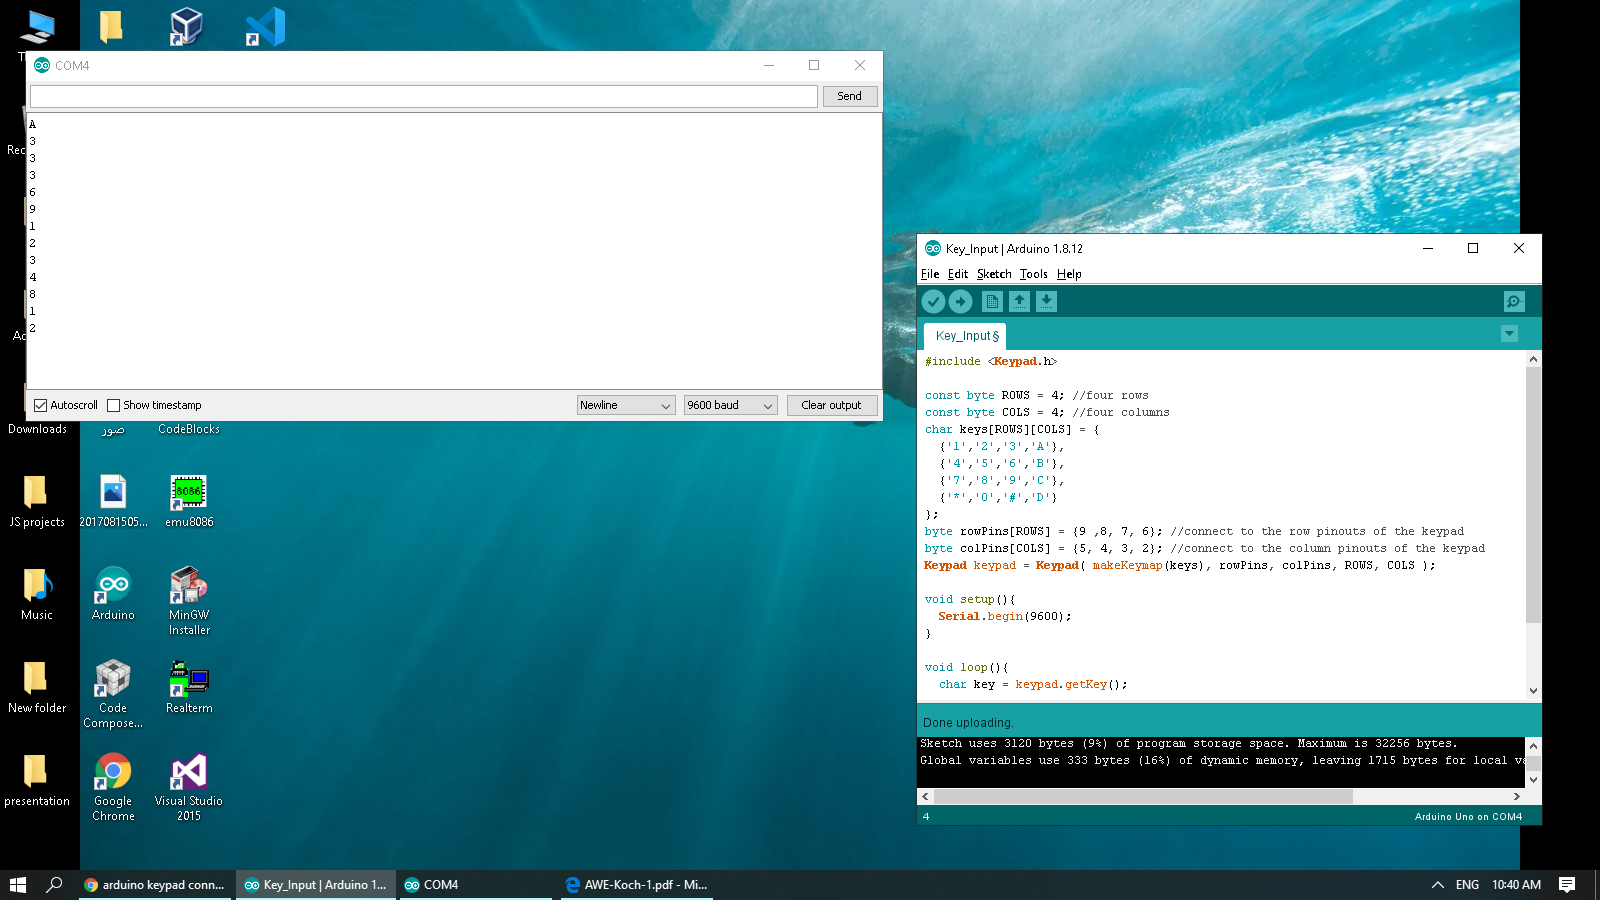 COM4
Send
A
3
3
3
6
9
1
2
3
4
8
1
2
Autoscroll
Show timestamp
Newline
9600 baud
Clear output
Downloads
صور
CodeBlocks
JS projects
2017081505...
emu8086
8086
Music
Arduino
MinGW
Installer
New folder
Code
Compose...
Realterm
presentation
Google
Chrome
Visual Studio
2015
Key_Input | Arduino 1.8.12
File Edit Sketch Tools Help
Key_Input §
#include <Keypad.h>
const byte ROWS = 4; //four rows
const byte COLS = 4; //four columns
char keys[ROWS][COLS] = {
{'1','2','3','A'},
{'4','5','6','B'},
{'7','8','9','C'},
{'*','0','#','D'}
};
byte rowPins[ROWS] = {9 ,8, 7, 6}; //connect to the row pinouts of the keypad
byte colPins[COLS] = {5, 4, 3, 2}; //connect to the column pinouts of the keypad
Keypad keypad = Keypad( makeKeymap(keys), rowPins, colPins, ROWS, COLS );
void setup(){
Serial.begin(9600);
}
void loop(){
char key = keypad.getKey();
Done uploading.
Sketch uses 3120 bytes (9%) of program storage space. Maximum is 32256 bytes.
Global variables use 333 bytes (16%) of dynamic memory, leaving 1715 bytes for local
4
Arduino Uno on COM4
arduino keypad conn...
Key_Input | Arduino 1...
COM4
AWE-Koch-1.pdf - Mi...
ENG
10:40 AM